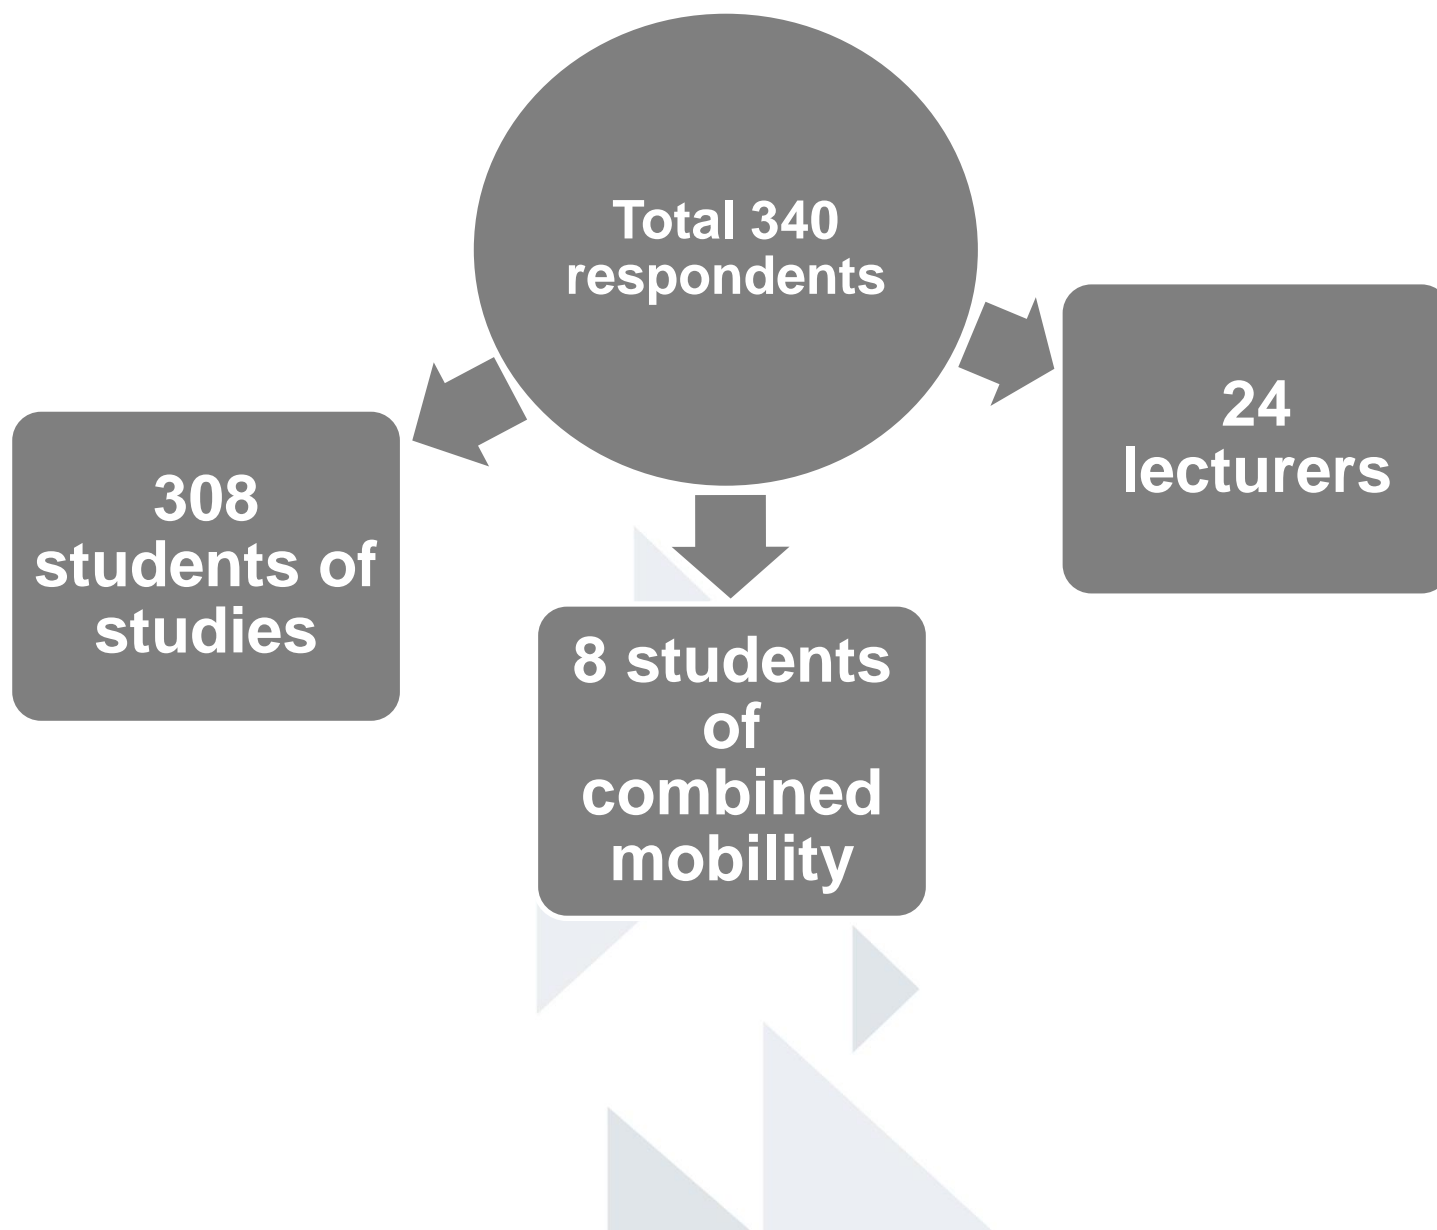 Total 340
respondents
308
students of
studies
8 students
of
combined
mobility
24
lecturers